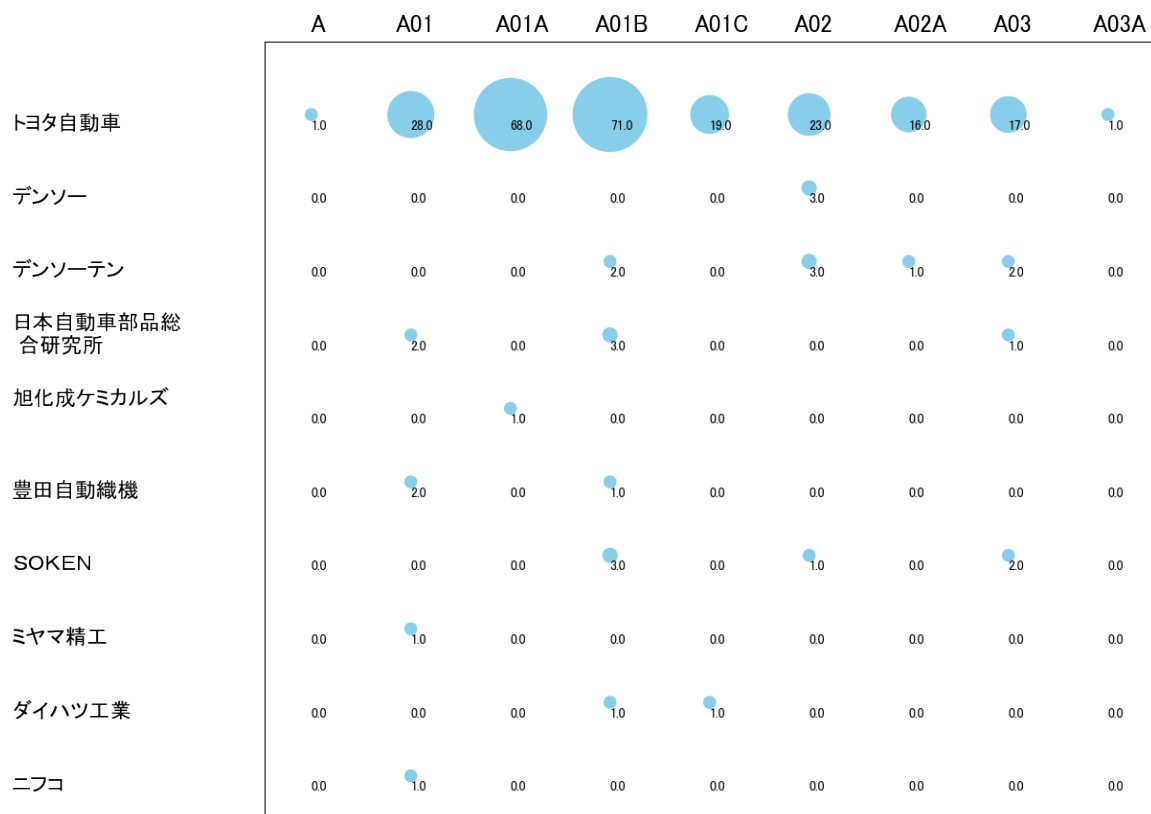 A A01 A01A A01B A01C A02 A02A A03 A03A
トヨタ自動車 1.0 28.0 68.0 71.0 19.0 23.0 16.0 17.0 1.0
デンソー 0.0 0.0 0.0 0.0 0.0 3.0 0.0 0.0 0.0
デンソーテン 0.0 0.0 0.0 2.0 0.0 3.0 1.0 2.0 0.0
日本自動車部品総
合研究所 0.0 2.0 0.0 3.0 0.0 0.0 0.0 1.0 0.0
旭化成ケミカルズ 0.0 0.0 1.0 0.0 0.0 0.0 0.0 0.0 0.0
豊田自動織機 0.0 2.0 0.0 1.0 0.0 0.0 0.0 0.0 0.0
SOKEN 0.0 0.0 0.0 3.0 0.0 1.0 0.0 2.0 0.0
ミヤマ精工 0.0 1.0 0.0 0.0 0.0 0.0 0.0 0.0 0.0
ダイハツ工業 0.0 0.0 0.0 1.0 1.0 0.0 0.0 0.0 0.0
ニフコ 0.0 1.0 0.0 0.0 0.0 0.0 0.0 0.0 0.0